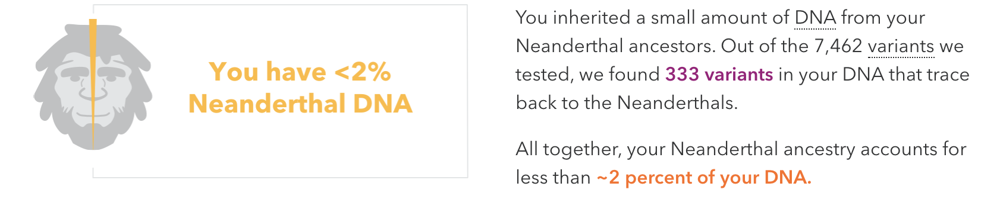 You have <2%
Neanderthal DNA
You inherited a small amount of DNA from your
Neanderthal ancestors. Out of the 7,462 variants we
tested, we found 333 variants in your DNA that trace
back to the Neanderthals.
All together, your Neanderthal ancestry accounts for
less than ~2 percent of your DNA.